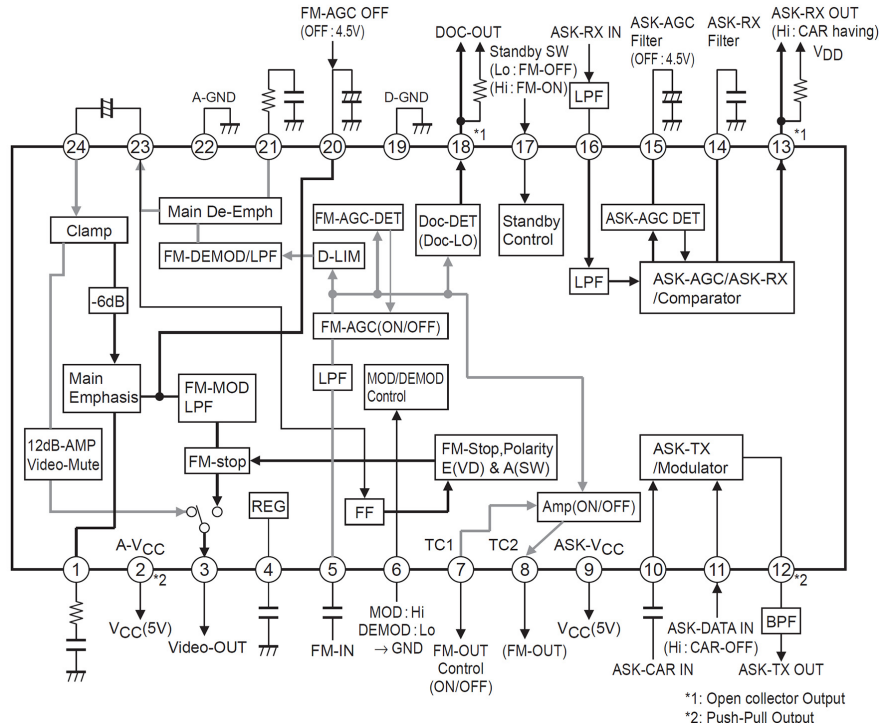 FM-AGC OFF
(OFF : 4.5V)
DOC-OUT
Standby SW
(Lo : FM-OFF)
(Hi : FM-ON)
ASK-RX IN
ASK-AGC
Filter
(OFF : 4.5V)
ASK-RX
Filter
ASK-RX OUT
(Hi : CAR having)
VDD
A-GND
D-GND
LPF
24
23
22
21
20
19
18
*1
17
16
15
14
13
*1
Clamp
Main De-Emph
FM-DEMOD/LPF
FM-AGC-DET
D-LIM
Doc-DET
(Doc-LO)
Standby
Control
ASK-AGC DET
LPF
ASK-AGC/ASK-RX
/Comparator
-6dB
FM-AGC(ON/OFF)
Main
Emphasis
FM-MOD
LPF
LPF
MOD/DEMOD
Control
12dB-AMP
Video-Mute
FM-stop
FM-Stop,Polarity
E(VD) & A(SW)
ASK-TX
/Modulator
REG
FF
Amp(ON/OFF)
A-VCC
TC1
TC2
ASK-VCC
1
2
*2
3
4
5
6
7
8
9
10
11
12
*2
VCC(5V)
Video-OUT
FM-IN
MOD : Hi
DEMOD : Lo
→ GND
FM-OUT
Control
(ON/OFF)
(FM-OUT)
VCC(5V)
ASK-CAR IN
ASK-DATA IN
(Hi : CAR-OFF)
BPF
ASK-TX OUT
*1: Open collector Output
*2: Push-Pull Output